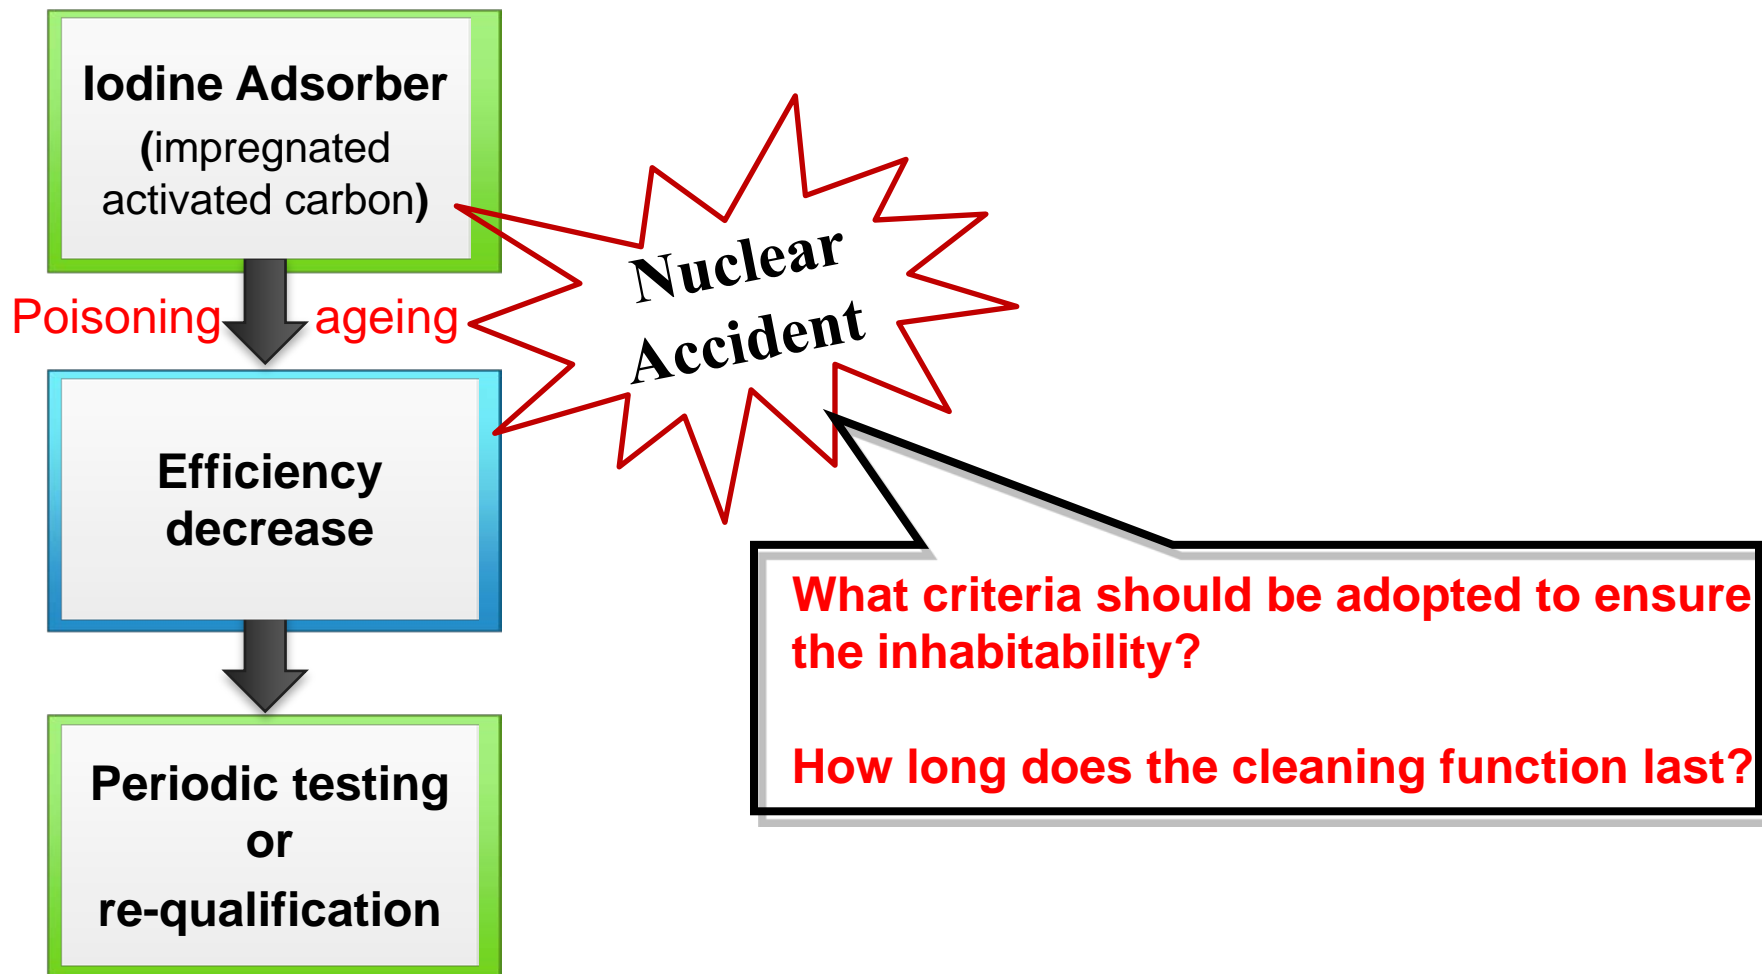 Iodine Adsorber
(impregnated
activated carbon)
Poisoning ageing
Efficiency
decrease
Periodic testing
or
re-qualification
Nuclear
Accident
What criteria should be adopted to ensure
the inhabitability?
How long does the cleaning function last?